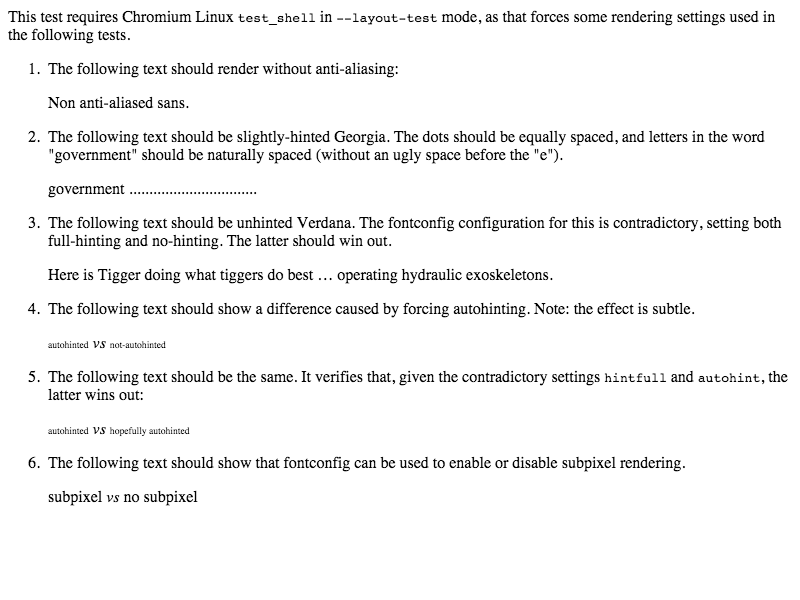 This test requires Chromium Linux test_shell in --layout-test mode, as that forces some rendering settings used in
the following tests.
1. The following text should render without anti-aliasing:
Non anti-aliased sans.
2. The following text should be slightly-hinted Georgia. The dots should be equally spaced, and letters in the word
"government" should be naturally spaced (without an ugly space before the "e").
government ................................
3. The following text should be unhinted Verdana. The fontconfig configuration for this is contradictory, setting both
full-hinting and no-hinting. The latter should win out.
Here is Tigger doing what tiggers do best … operating hydraulic exoskeletons.
4. The following text should show a difference caused by forcing autohinting. Note: the effect is subtle.
autohinted vs not-autohinted
5. The following text should be the same. It verifies that, given the contradictory settings hintfull and autohint, the
latter wins out:
autohinted vs hopefully autohinted
6. The following text should show that fontconfig can be used to enable or disable subpixel rendering.
subpixel vs no subpixel